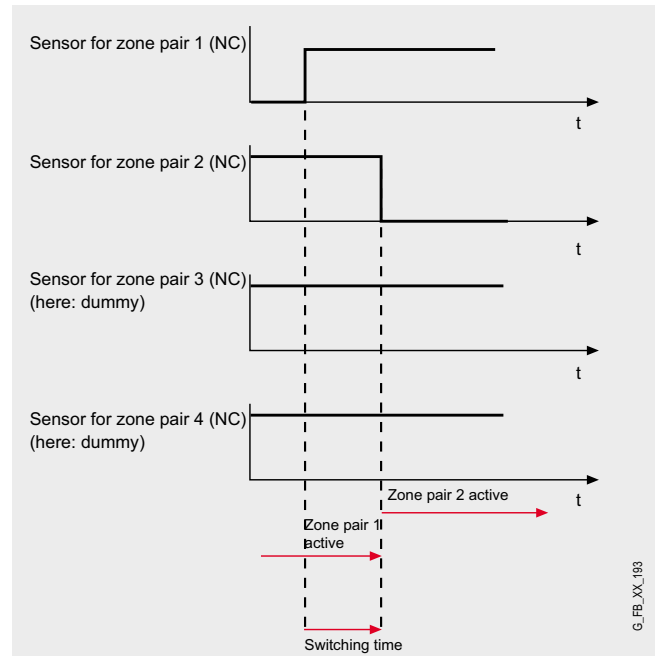 Sensor for zone pair 1 (NC)
t
Sensor for zone pair 2 (NC)
t
Sensor for zone pair 3 (NC)
(here: dummy)
t
Sensor for zone pair 4 (NC)
(here: dummy)
t
Zone pair 2 active
Zone pair 1
active
Switching time
G_FB_XX_193